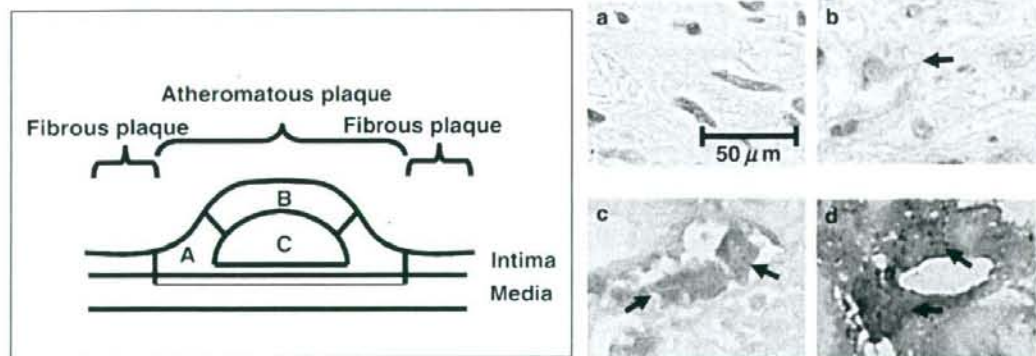 Atheromatous plaque
Fibrous plaque
Fibrous plaque
B
A
C
Intima
Media
a
50 μm
b
c
d